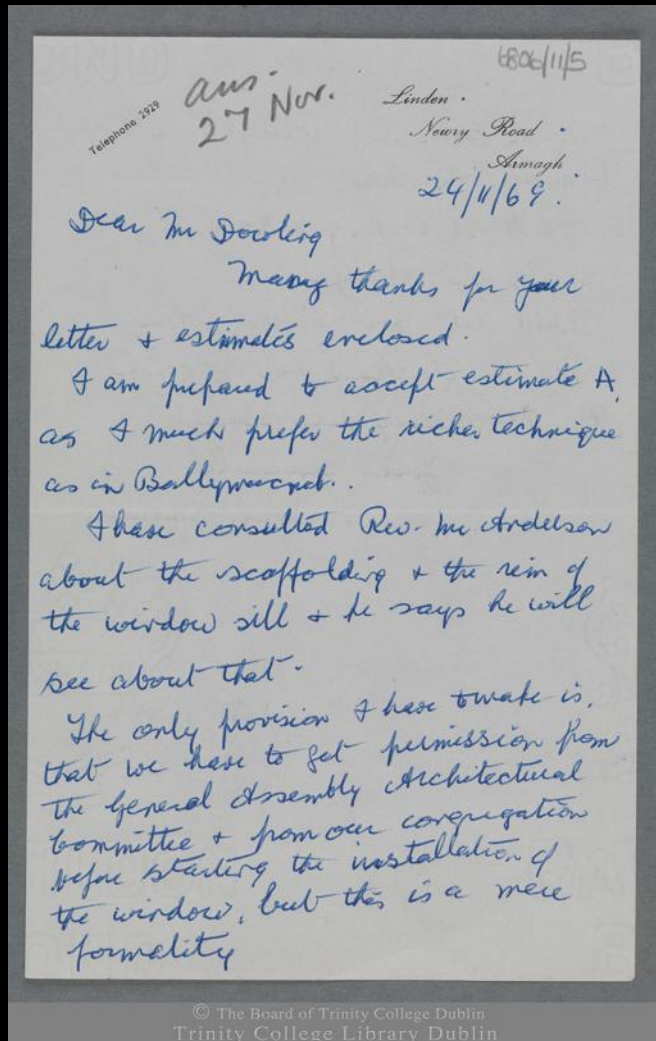 6806/11/5
ans.
27 Nov.
Telephone 2929
Linden.
Newry Road.
Armagh.
24/11/69.
Dear Mr Dowling
Many thanks for your
letter & estimates enclosed.
I am prepared to accept estimate A,
as I much prefer the richer technique
as in
I have consulted Rev. Mr Anderson
about the scaffolding & the rim of
the window sill & he says he will
see about that.
The only provision I have to make is,
that we have to get permission from
the General Assembly Architectural
Committee & from our congregation
before starting the installation of
the window, but this is a mere
formality
© The Board of Trinity College Dublin
Trinity College Library Dublin